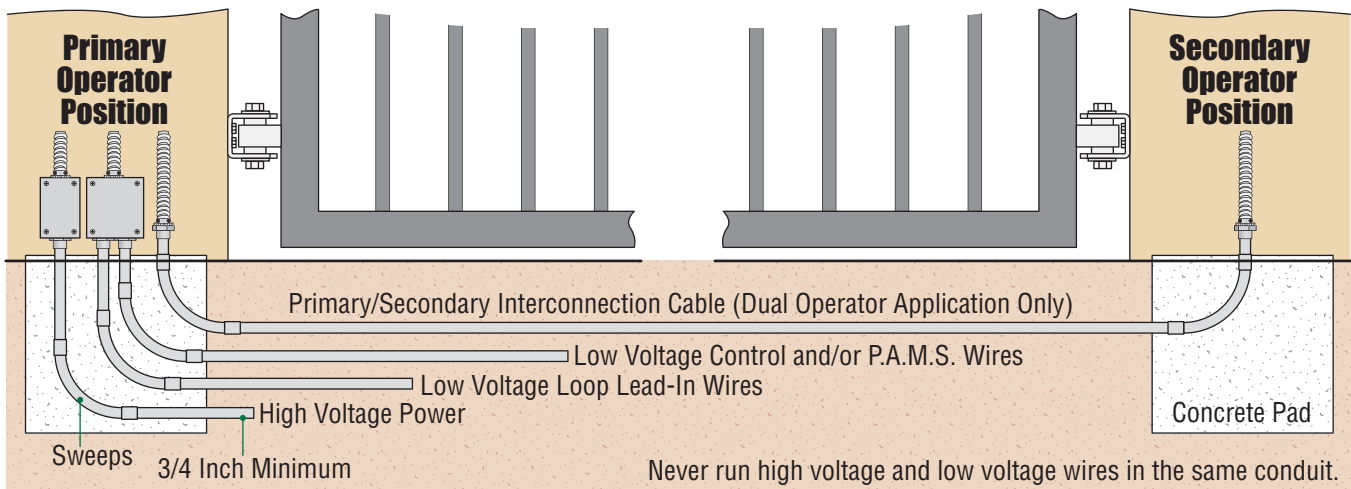 Primary
Operator
Position
Secondary
Operator
Position
Primary/Secondary Interconnection Cable (Dual Operator Application Only)
Low Voltage Control and/or P.A.M.S. Wires
Low Voltage Loop Lead-In Wires
High Voltage Power
Concrete Pad
Sweeps
3/4 Inch Minimum
Never run high voltage and low voltage wires in the same conduit.